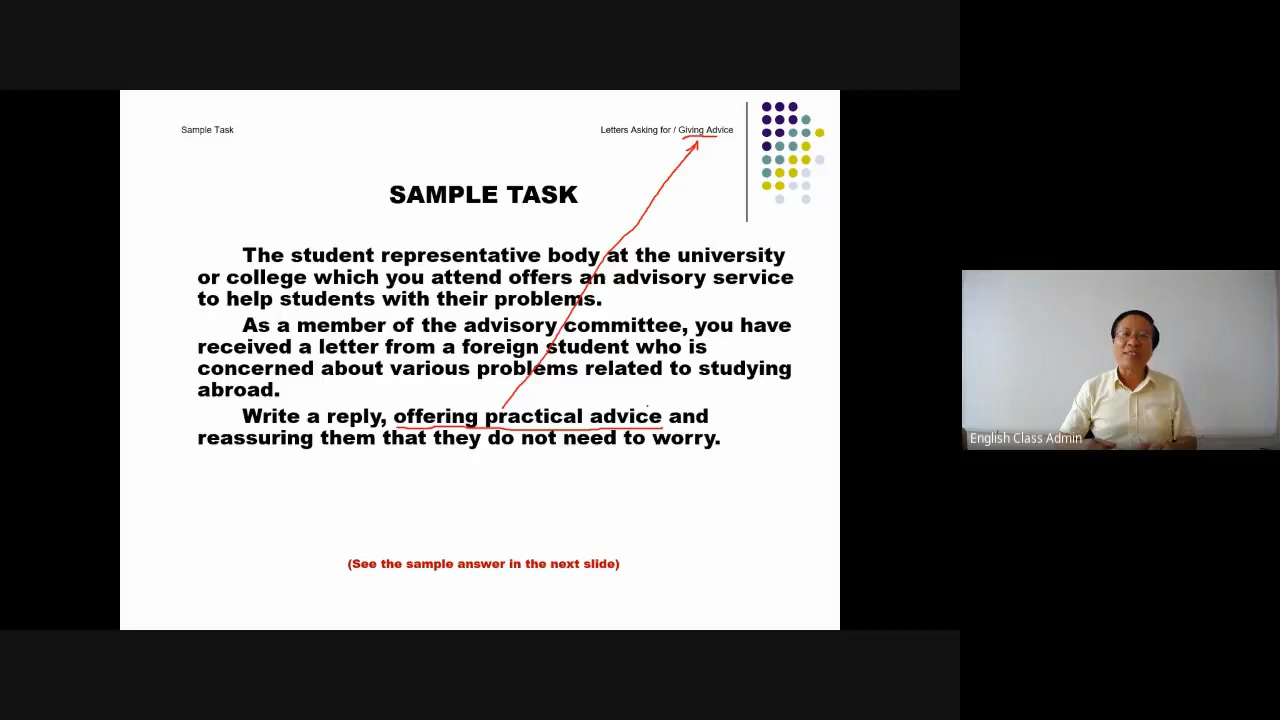 Sample Task
Letters Asking for / Giving Advice
SAMPLE TASK
The student representative body at the university
or college which you attend offers an advisory service
to help students with their problems.
As a member of the advisory committee, you have
received a letter from a foreign student who is
concerned about various problems related to studying
abroad.
Write a reply, offering practical advice and
reassuring them that they do not need to worry.
(See the sample answer in the next slide)
English Class Admin